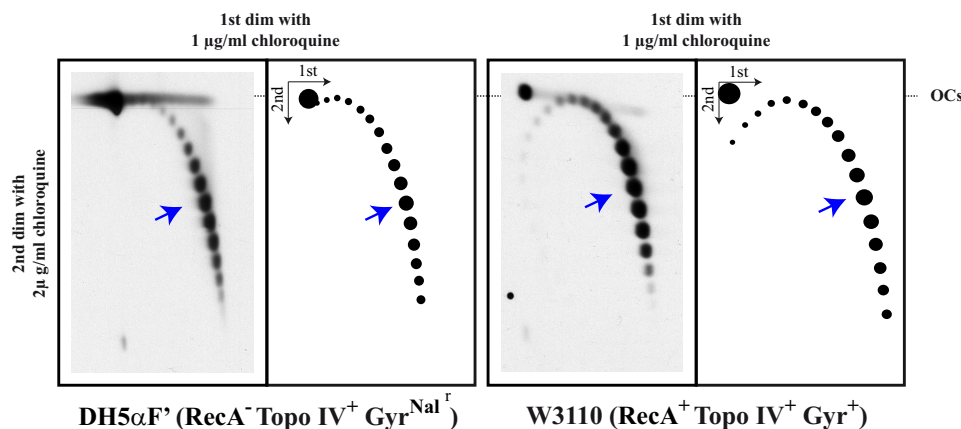 1st dim with
1 µg/ml chloroquine
1st dim with
1 µg/ml chloroquine
2nd dim with
2µ g/ml chloroquine
1st
2nd
1st
2nd
OCs
DH5αF' (RecA⁻ Topo IV⁺ Gyr^Nal r)
W3110 (RecA⁺ Topo IV⁺ Gyr⁺)